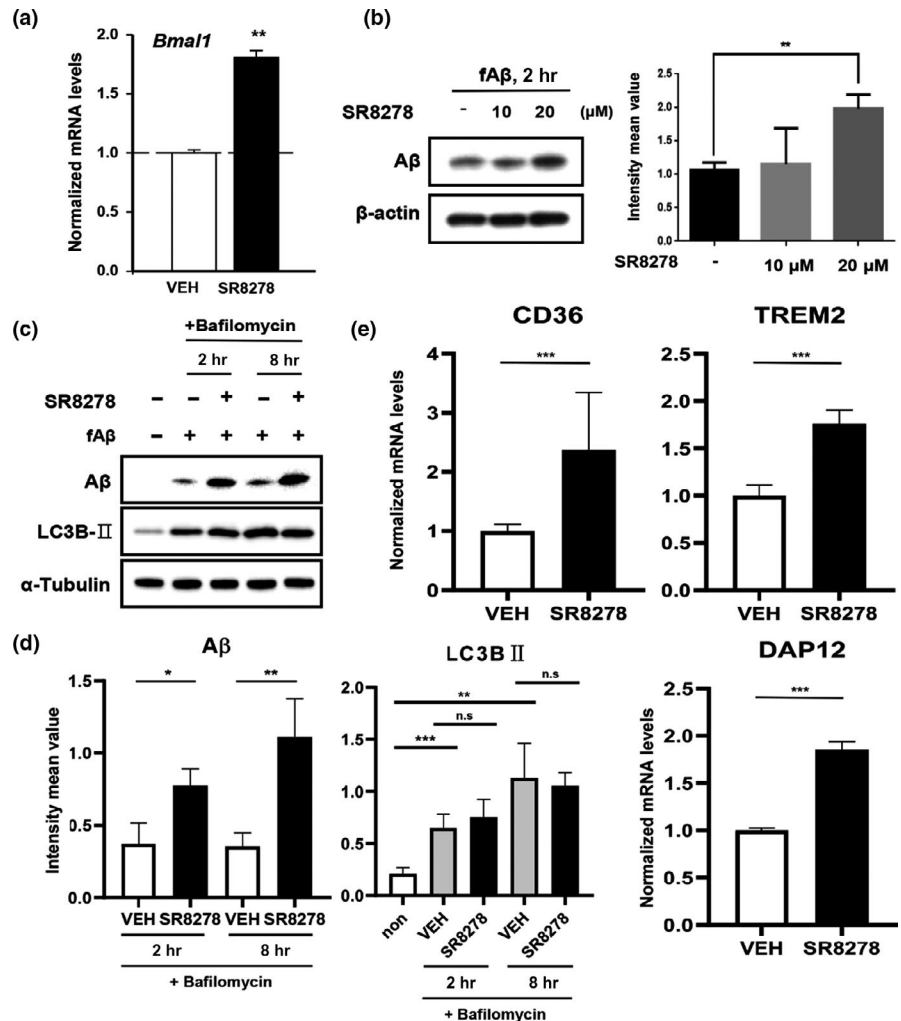 (a)
Bmal1
**
Normalized mRNA levels
2.0
1.5
1.0
0.5
0.0
VEH SR8278
(b)
fAβ, 2 hr
SR8278 - 10 20 (μM)
Aβ
β-actin
**
Intensity mean value
2.5
2.0
1.5
1.0
0.5
0.0
SR8278 - 10 μM 20 μM
(c)
+Bafilomycin
2 hr 8 hr
SR8278 – – + – +
fAβ – + + + +
Aβ
LC3B-Ⅱ
α-Tubulin
(d)
Aβ
* **
Intensity mean value
1.5
1.0
0.5
0.0
VEH SR8278 VEH SR8278
2 hr 8 hr
+ Bafilomycin
LC3B Ⅱ
n.s
**
n.s
***
2.0
1.5
1.0
0.5
0.0
non VEH SR8278 VEH SR8278
2 hr 8 hr
+ Bafilomycin
(e)
CD36
***
Normalized mRNA levels
4
3
2
1
0
VEH SR8278
TREM2
***
2.5
2.0
1.5
1.0
0.5
0.0
VEH SR8278
DAP12
***
Normalized mRNA levels
2.5
2.0
1.5
1.0
0.5
0.0
VEH SR8278